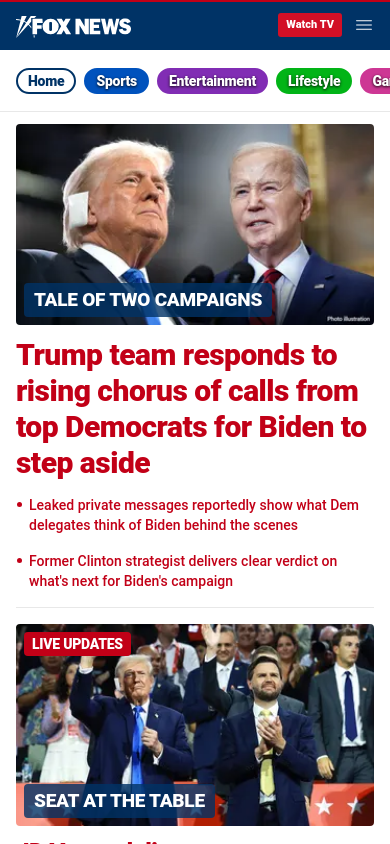 FOX NEWS
Watch TV
Home
Sports
Entertainment
Lifestyle
TALE OF TWO CAMPAIGNS
Photo illustration
Trump team responds to
rising chorus of calls from
top Democrats for Biden to
step aside
• Leaked private messages reportedly show what Dem
delegates think of Biden behind the scenes
• Former Clinton strategist delivers clear verdict on
what's next for Biden's campaign
LIVE UPDATES
SEAT AT THE TABLE